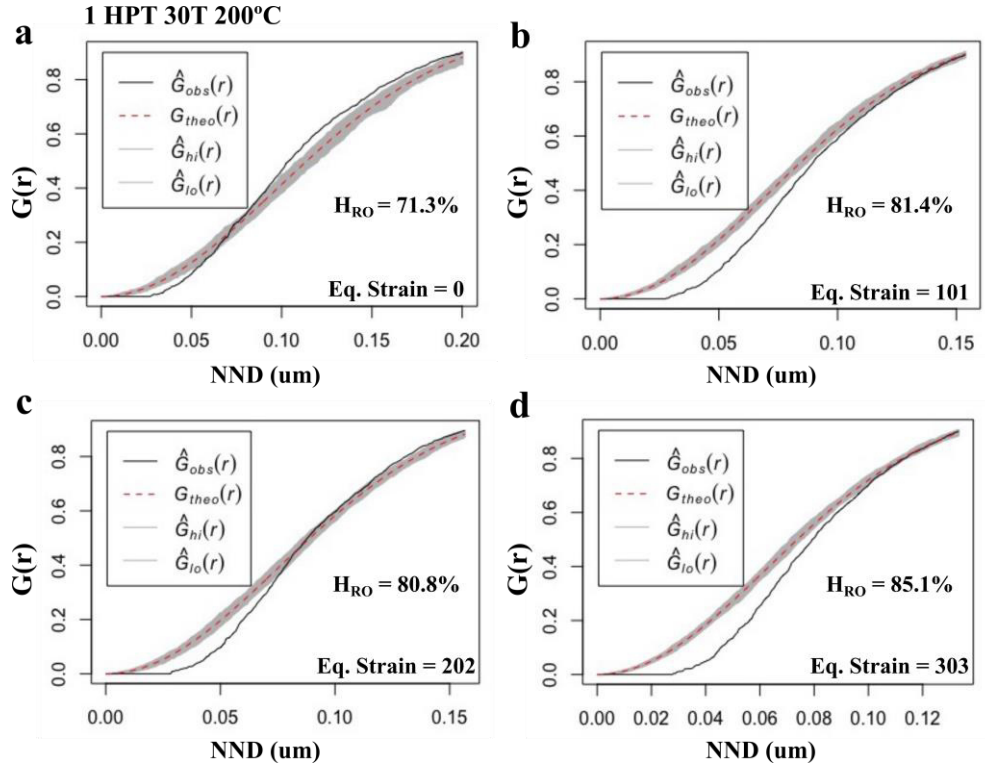 1 HPT 30T 200ºC
a
Ĝobs(r)
Gtheo(r)
Ĝhi(r)
Ĝlo(r)
HRO = 71.3%
Eq. Strain = 0
G(r)
0.0 0.2 0.4 0.6 0.8
0.00 0.05 0.10 0.15 0.20
NND (um)
b
Ĝobs(r)
Gtheo(r)
Ĝhi(r)
Ĝlo(r)
HRO = 81.4%
Eq. Strain = 101
G(r)
0.0 0.2 0.4 0.6 0.8
0.00 0.05 0.10 0.15
NND (um)
c
Ĝobs(r)
Gtheo(r)
Ĝhi(r)
Ĝlo(r)
HRO = 80.8%
Eq. Strain = 202
G(r)
0.0 0.2 0.4 0.6 0.8
0.00 0.05 0.10 0.15
NND (um)
d
Ĝobs(r)
Gtheo(r)
Ĝhi(r)
Ĝlo(r)
HRO = 85.1%
Eq. Strain = 303
G(r)
0.0 0.2 0.4 0.6 0.8
0.00 0.02 0.04 0.06 0.08 0.10 0.12
NND (um)